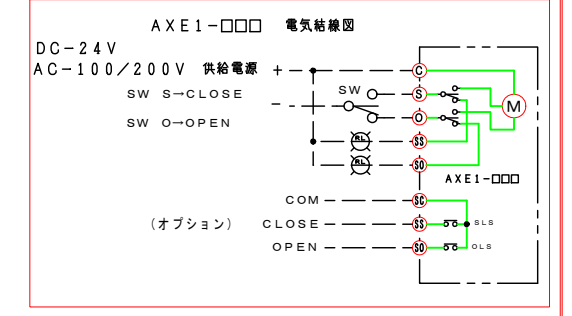 AXE1-□□□ 電気結線図
DC-24V
AC-100/200V 供給電源 + C
SW S→CLOSE SW S
- M
SW O→OPEN O
RL SS
RL SO
AXE1-□□□
COM SC
(オプション) CLOSE SS SLS
OPEN SO OLS